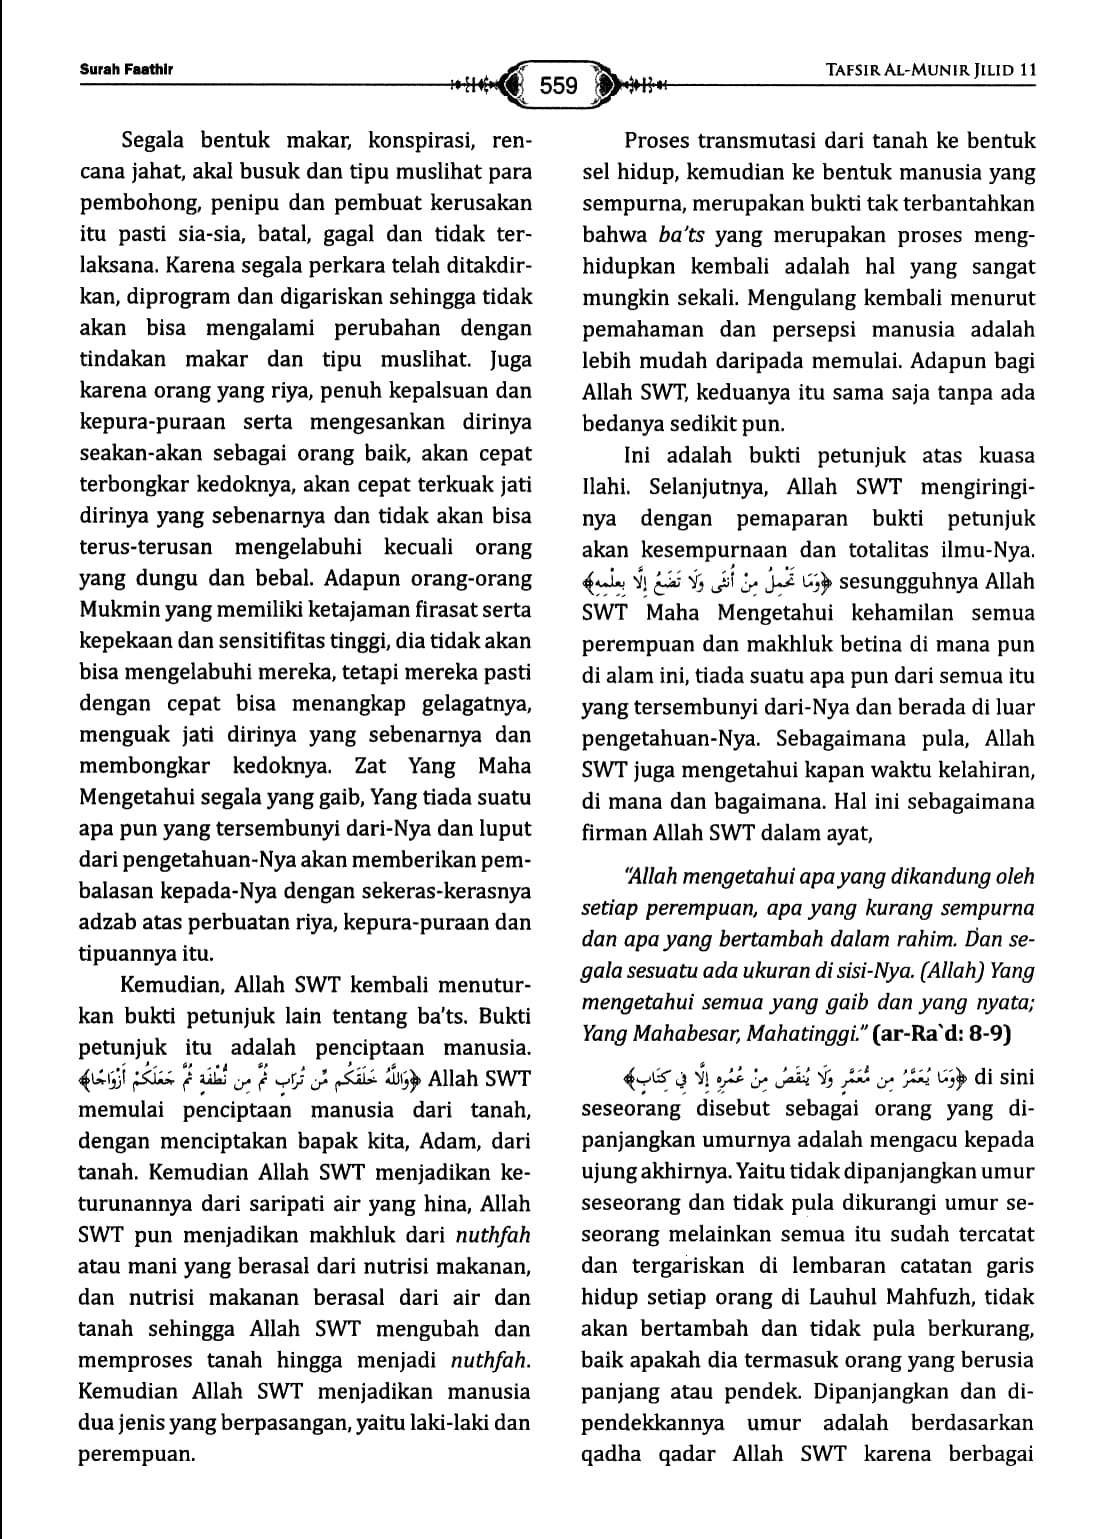 Surah Faathir
559
TAFSIR AL-MUNIR JILID 11
Segala bentuk makar, konspirasi, ren-
cana jahat, akal busuk dan tipu muslihat para
pembohong, penipu dan pembuat kerusakan
itu pasti sia-sia, batal, gagal dan tidak ter-
laksana. Karena segala perkara telah ditakdir-
kan, diprogram dan digariskan sehingga tidak
akan bisa mengalami perubahan dengan
tindakan makar dan tipu muslihat. Juga
karena orang yang riya, penuh kepalsuan dan
kepura-puraan serta mengesankan dirinya
seakan-akan sebagai orang baik, akan cepat
terbongkar kedoknya, akan cepat terkuak jati
dirinya yang sebenarnya dan tidak akan bisa
terus-terusan mengelabuhi kecuali orang
yang dungu dan bebal. Adapun orang-orang
Mukmin yang memiliki ketajaman firasat serta
kepekaan dan sensitifitas tinggi, dia tidak akan
bisa mengelabuhi mereka, tetapi mereka pasti
dengan cepat bisa menangkap gelagatnya,
menguak jati dirinya yang sebenarnya dan
membongkar kedoknya. Zat Yang Maha
Mengetahui segala yang gaib, Yang tiada suatu
apa pun yang tersembunyi dari-Nya dan luput
dari pengetahuan-Nya akan memberikan pem-
balasan kepada-Nya dengan sekeras-kerasnya
adzab atas perbuatan riya, kepura-puraan dan
tipuannya itu.
Kemudian, Allah SWT kembali menutur-
kan bukti petunjuk lain tentang ba’ts. Bukti
petunjuk itu adalah penciptaan manusia.
﴿وَاللَّهُ خَلَقَكُم مِّن تُرَابٍ ثُمَّ مِن نُّطْفَةٍ ثُمَّ جَعَلَكُمْ أَزْوَاجًا﴾ Allah SWT
memulai penciptaan manusia dari tanah,
dengan menciptakan bapak kita, Adam, dari
tanah. Kemudian Allah SWT menjadikan ke-
turunannya dari saripati air yang hina, Allah
SWT pun menjadikan makhluk dari nuthfah
atau mani yang berasal dari nutrisi makanan,
dan nutrisi makanan berasal dari air dan
tanah sehingga Allah SWT mengubah dan
memproses tanah hingga menjadi nuthfah.
Kemudian Allah SWT menjadikan manusia
dua jenis yang berpasangan, yaitu laki-laki dan
perempuan.
Proses transmutasi dari tanah ke bentuk
sel hidup, kemudian ke bentuk manusia yang
sempurna, merupakan bukti tak terbantahkan
bahwa ba’ts yang merupakan proses meng-
hidupkan kembali adalah hal yang sangat
mungkin sekali. Mengulang kembali menurut
pemahaman dan persepsi manusia adalah
lebih mudah daripada memulai. Adapun bagi
Allah SWT, keduanya itu sama saja tanpa ada
bedanya sedikit pun.
Ini adalah bukti petunjuk atas kuasa
Ilahi. Selanjutnya, Allah SWT mengiringi-
nya dengan pemaparan bukti petunjuk
akan kesempurnaan dan totalitas ilmu-Nya.
﴿وَمَا تَحْمِلُ مِنْ أُنثَى وَلَا تَضَعُ إِلَّا بِعِلْمِهِ﴾ sesungguhnya Allah
SWT Maha Mengetahui kehamilan semua
perempuan dan makhluk betina di mana pun
di alam ini, tiada suatu apa pun dari semua itu
yang tersembunyi dari-Nya dan berada di luar
pengetahuan-Nya. Sebagaimana pula, Allah
SWT juga mengetahui kapan waktu kelahiran,
di mana dan bagaimana. Hal ini sebagaimana
firman Allah SWT dalam ayat,
“Allah mengetahui apa yang dikandung oleh
setiap perempuan, apa yang kurang sempurna
dan apa yang bertambah dalam rahim. Dan se-
gala sesuatu ada ukuran di sisi-Nya. (Allah) Yang
mengetahui semua yang gaib dan yang nyata;
Yang Mahabesar, Mahatinggi.” (ar-Ra`d: 8-9)
﴿وَمَا يُعَمَّرُ مِن مُّعَمَّرٍ وَلَا يُنقَصُ مِنْ عُمُرِهِ إِلَّا فِي كِتَابٍ﴾ di sini
seseorang disebut sebagai orang yang di-
panjangkan umurnya adalah mengacu kepada
ujung akhirnya. Yaitu tidak dipanjangkan umur
seseorang dan tidak pula dikurangi umur se-
seorang melainkan semua itu sudah tercatat
dan tergariskan di lembaran catatan garis
hidup setiap orang di Lauhul Mahfuzh, tidak
akan bertambah dan tidak pula berkurang,
baik apakah dia termasuk orang yang berusia
panjang atau pendek. Dipanjangkan dan di-
pendekkannya umur adalah berdasarkan
qadha qadar Allah SWT karena berbagai